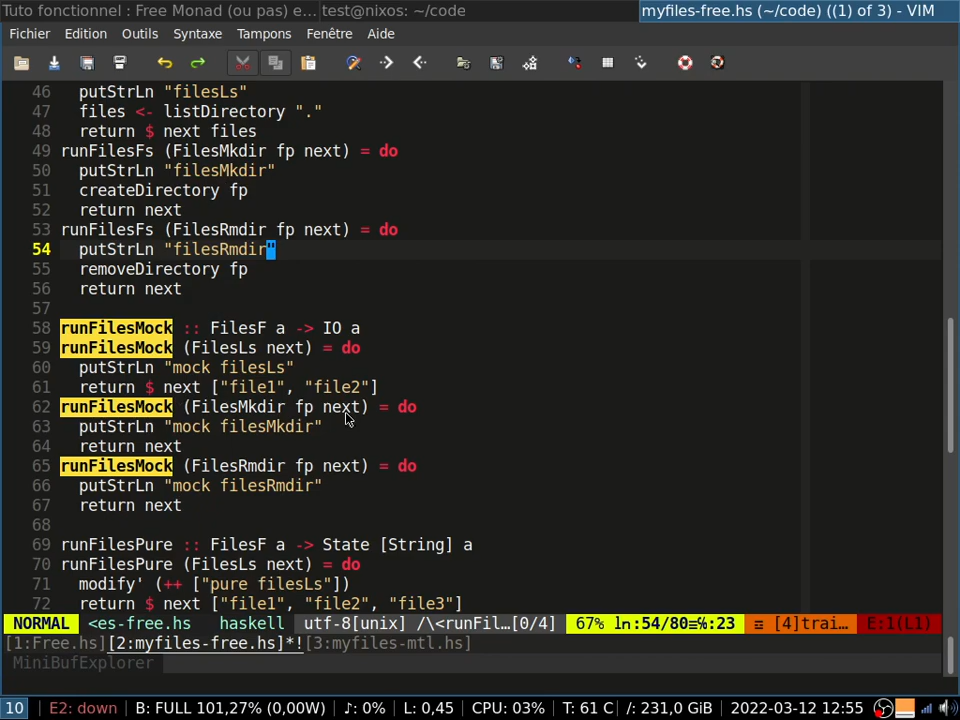 Tuto fonctionnel : Free Monad (ou pas) e... test@nixos: ~/code myfiles-free.hs (~/code) ((1) of 3) - VIM
Fichier Edition Outils Syntaxe Tampons Fenêtre Aide
46 putStrLn "filesLs"
47 files <- listDirectory "."
48 return $ next files
49 runFilesFs (FilesMkdir fp next) = do
50 putStrLn "filesMkdir"
51 createDirectory fp
52 return next
53 runFilesFs (FilesRmdir fp next) = do
54 putStrLn "filesRmdir"
55 removeDirectory fp
56 return next
57
58 runFilesMock :: FilesF a -> IO a
59 runFilesMock (FilesLs next) = do
60 putStrLn "mock filesLs"
61 return $ next ["file1", "file2"]
62 runFilesMock (FilesMkdir fp next) = do
63 putStrLn "mock filesMkdir"
64 return next
65 runFilesMock (FilesRmdir fp next) = do
66 putStrLn "mock filesRmdir"
67 return next
68
69 runFilesPure :: FilesF a -> State [String] a
70 runFilesPure (FilesLs next) = do
71 modify' (++ ["pure filesLs"])
72 return $ next ["file1", "file2", "file3"]
NORMAL <es-free.hs haskell utf-8[unix] /\<runFil…[0/4] 67% ln:54/80≡℅:23 ☲ [4]trai… E:1(L1)
[1:Free.hs][2:myfiles-free.hs]*![3:myfiles-mtl.hs]
MiniBufExplorer
10 E2: down B: FULL 101,27% (0,00W) ♪: 0% L: 0,45 CPU: 03% T: 61 C /: 231,0 GiB 2022-03-12 12:55